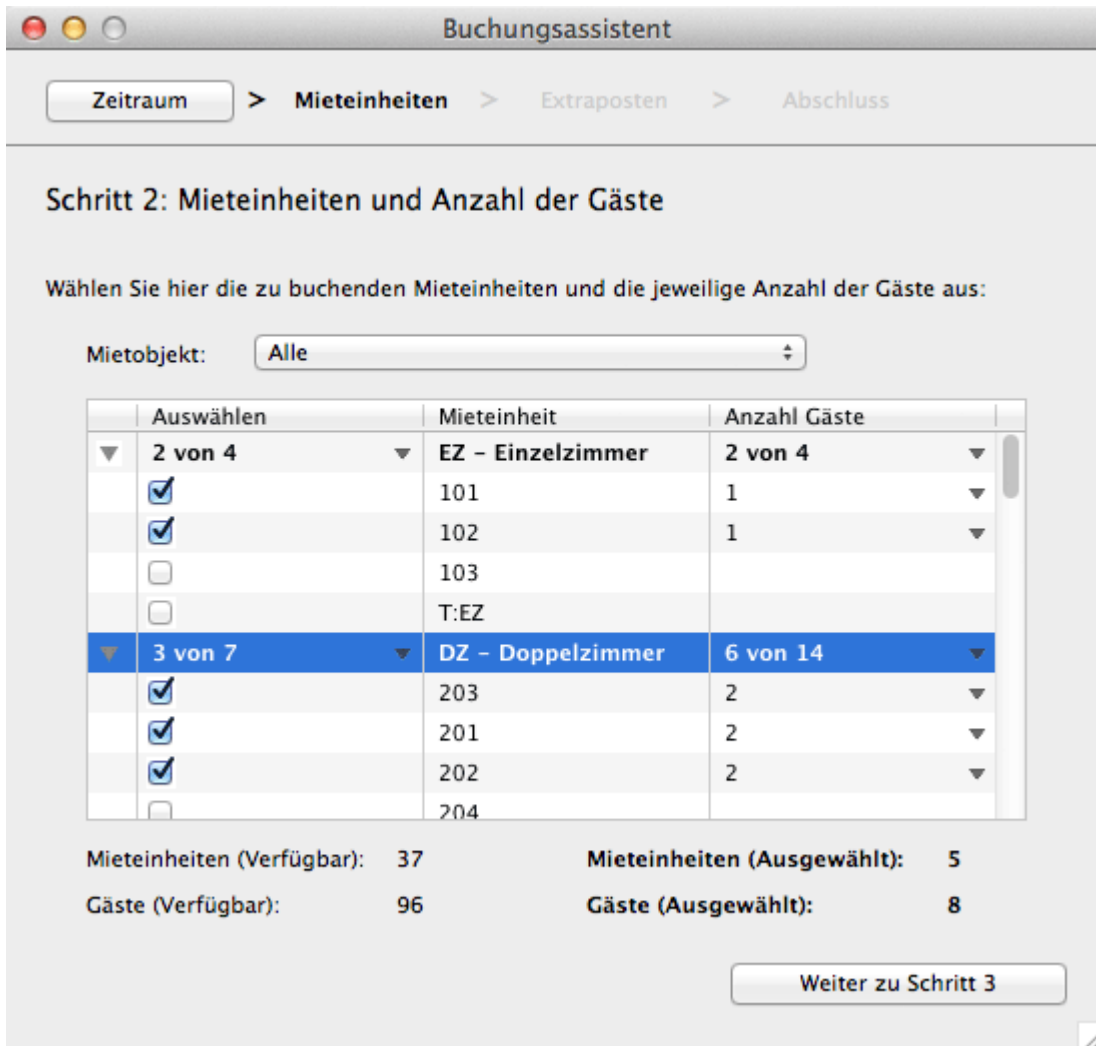 Buchungsassistent
Zeitraum > Mieteinheiten > Extraposten > Abschluss
Schritt 2: Mieteinheiten und Anzahl der Gäste
Wählen Sie hier die zu buchenden Mieteinheiten und die jeweilige Anzahl der Gäste aus:
Mietobjekt: Alle
Auswählen Mieteinheit Anzahl Gäste
2 von 4 EZ – Einzelzimmer 2 von 4
101 1
102 1
103
T:EZ
3 von 7 DZ – Doppelzimmer 6 von 14
203 2
201 2
202 2
204
Mieteinheiten (Verfügbar): 37 Mieteinheiten (Ausgewählt): 5
Gäste (Verfügbar): 96 Gäste (Ausgewählt): 8
Weiter zu Schritt 3